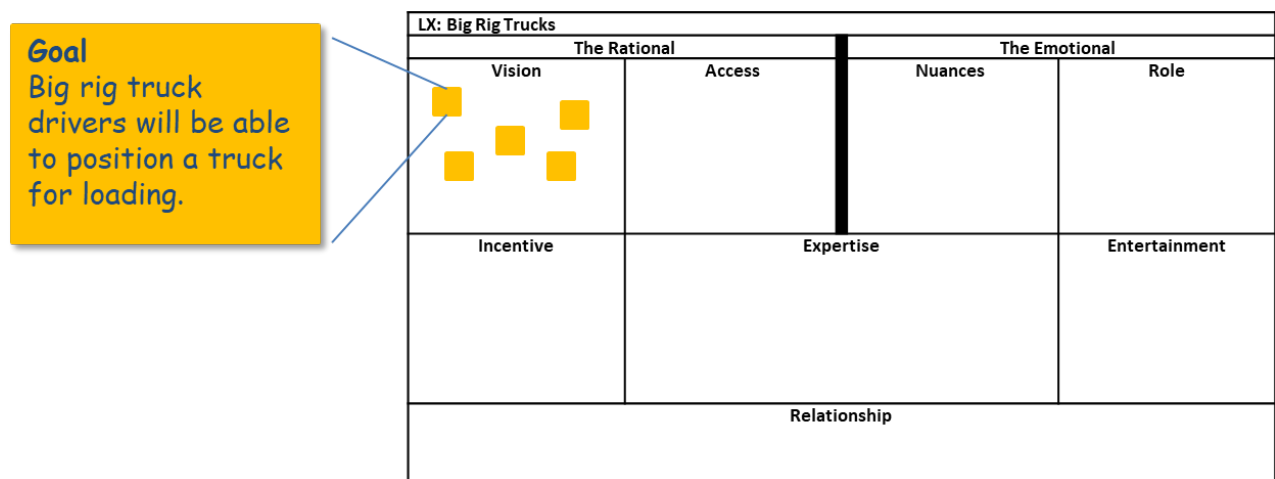 Goal
Big rig truck
drivers will be able
to position a truck
for loading.
LX: Big Rig Trucks
The Rational
The Emotional
Vision
Access
Nuances
Role
Incentive
Expertise
Entertainment
Relationship